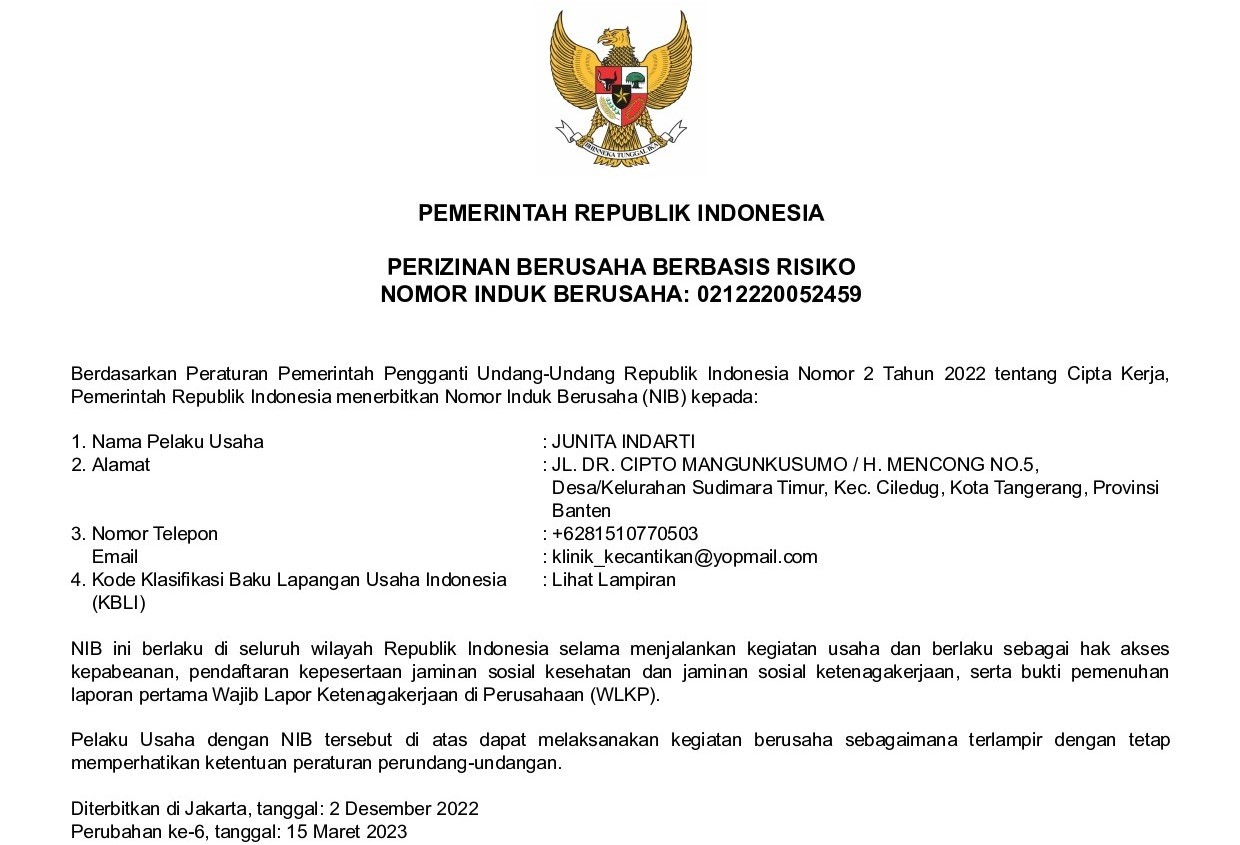 BHINNEKA TUNGGAL IKA
PEMERINTAH REPUBLIK INDONESIA
PERIZINAN BERUSAHA BERBASIS RISIKO
NOMOR INDUK BERUSAHA: 0212220052459
Berdasarkan Peraturan Pemerintah Pengganti Undang-Undang Republik Indonesia Nomor 2 Tahun 2022 tentang Cipta Kerja,
Pemerintah Republik Indonesia menerbitkan Nomor Induk Berusaha (NIB) kepada:
1. Nama Pelaku Usaha : JUNITA INDARTI
2. Alamat : JL. DR. CIPTO MANGUNKUSUMO / H. MENCONG NO.5,
Desa/Kelurahan Sudimara Timur, Kec. Ciledug, Kota Tangerang, Provinsi
Banten
3. Nomor Telepon : +6281510770503
Email : klinik_kecantikan@yopmail.com
4. Kode Klasifikasi Baku Lapangan Usaha Indonesia : Lihat Lampiran
(KBLI)
NIB ini berlaku di seluruh wilayah Republik Indonesia selama menjalankan kegiatan usaha dan berlaku sebagai hak akses
kepabeanan, pendaftaran kepesertaan jaminan sosial kesehatan dan jaminan sosial ketenagakerjaan, serta bukti pemenuhan
laporan pertama Wajib Lapor Ketenagakerjaan di Perusahaan (WLKP).
Pelaku Usaha dengan NIB tersebut di atas dapat melaksanakan kegiatan berusaha sebagaimana terlampir dengan tetap
memperhatikan ketentuan peraturan perundang-undangan.
Diterbitkan di Jakarta, tanggal: 2 Desember 2022
Perubahan ke-6, tanggal: 15 Maret 2023